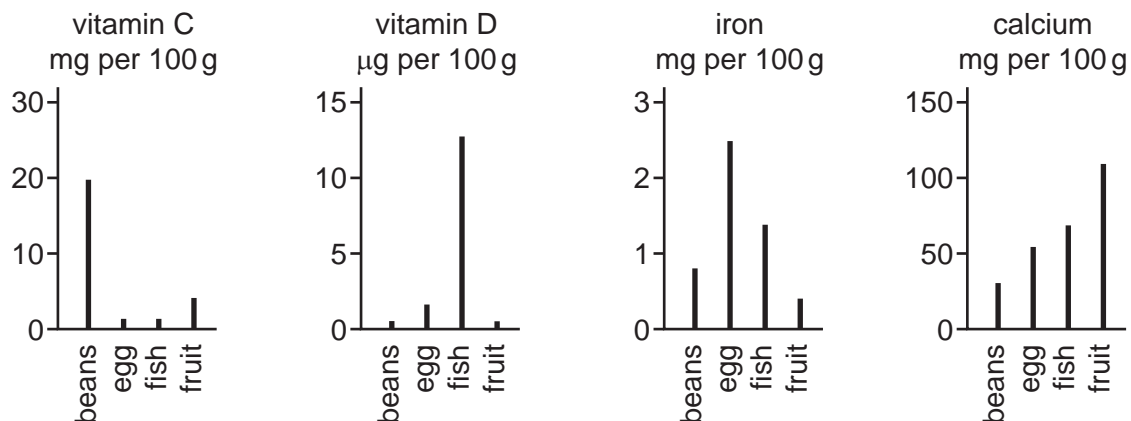 vitamin C
mg per 100 g
30
20
10
0
beans
egg
fish
fruit
vitamin D
μg per 100 g
15
10
5
0
beans
egg
fish
fruit
iron
mg per 100 g
3
2
1
0
beans
egg
fish
fruit
calcium
mg per 100 g
150
100
50
0
beans
egg
fish
fruit